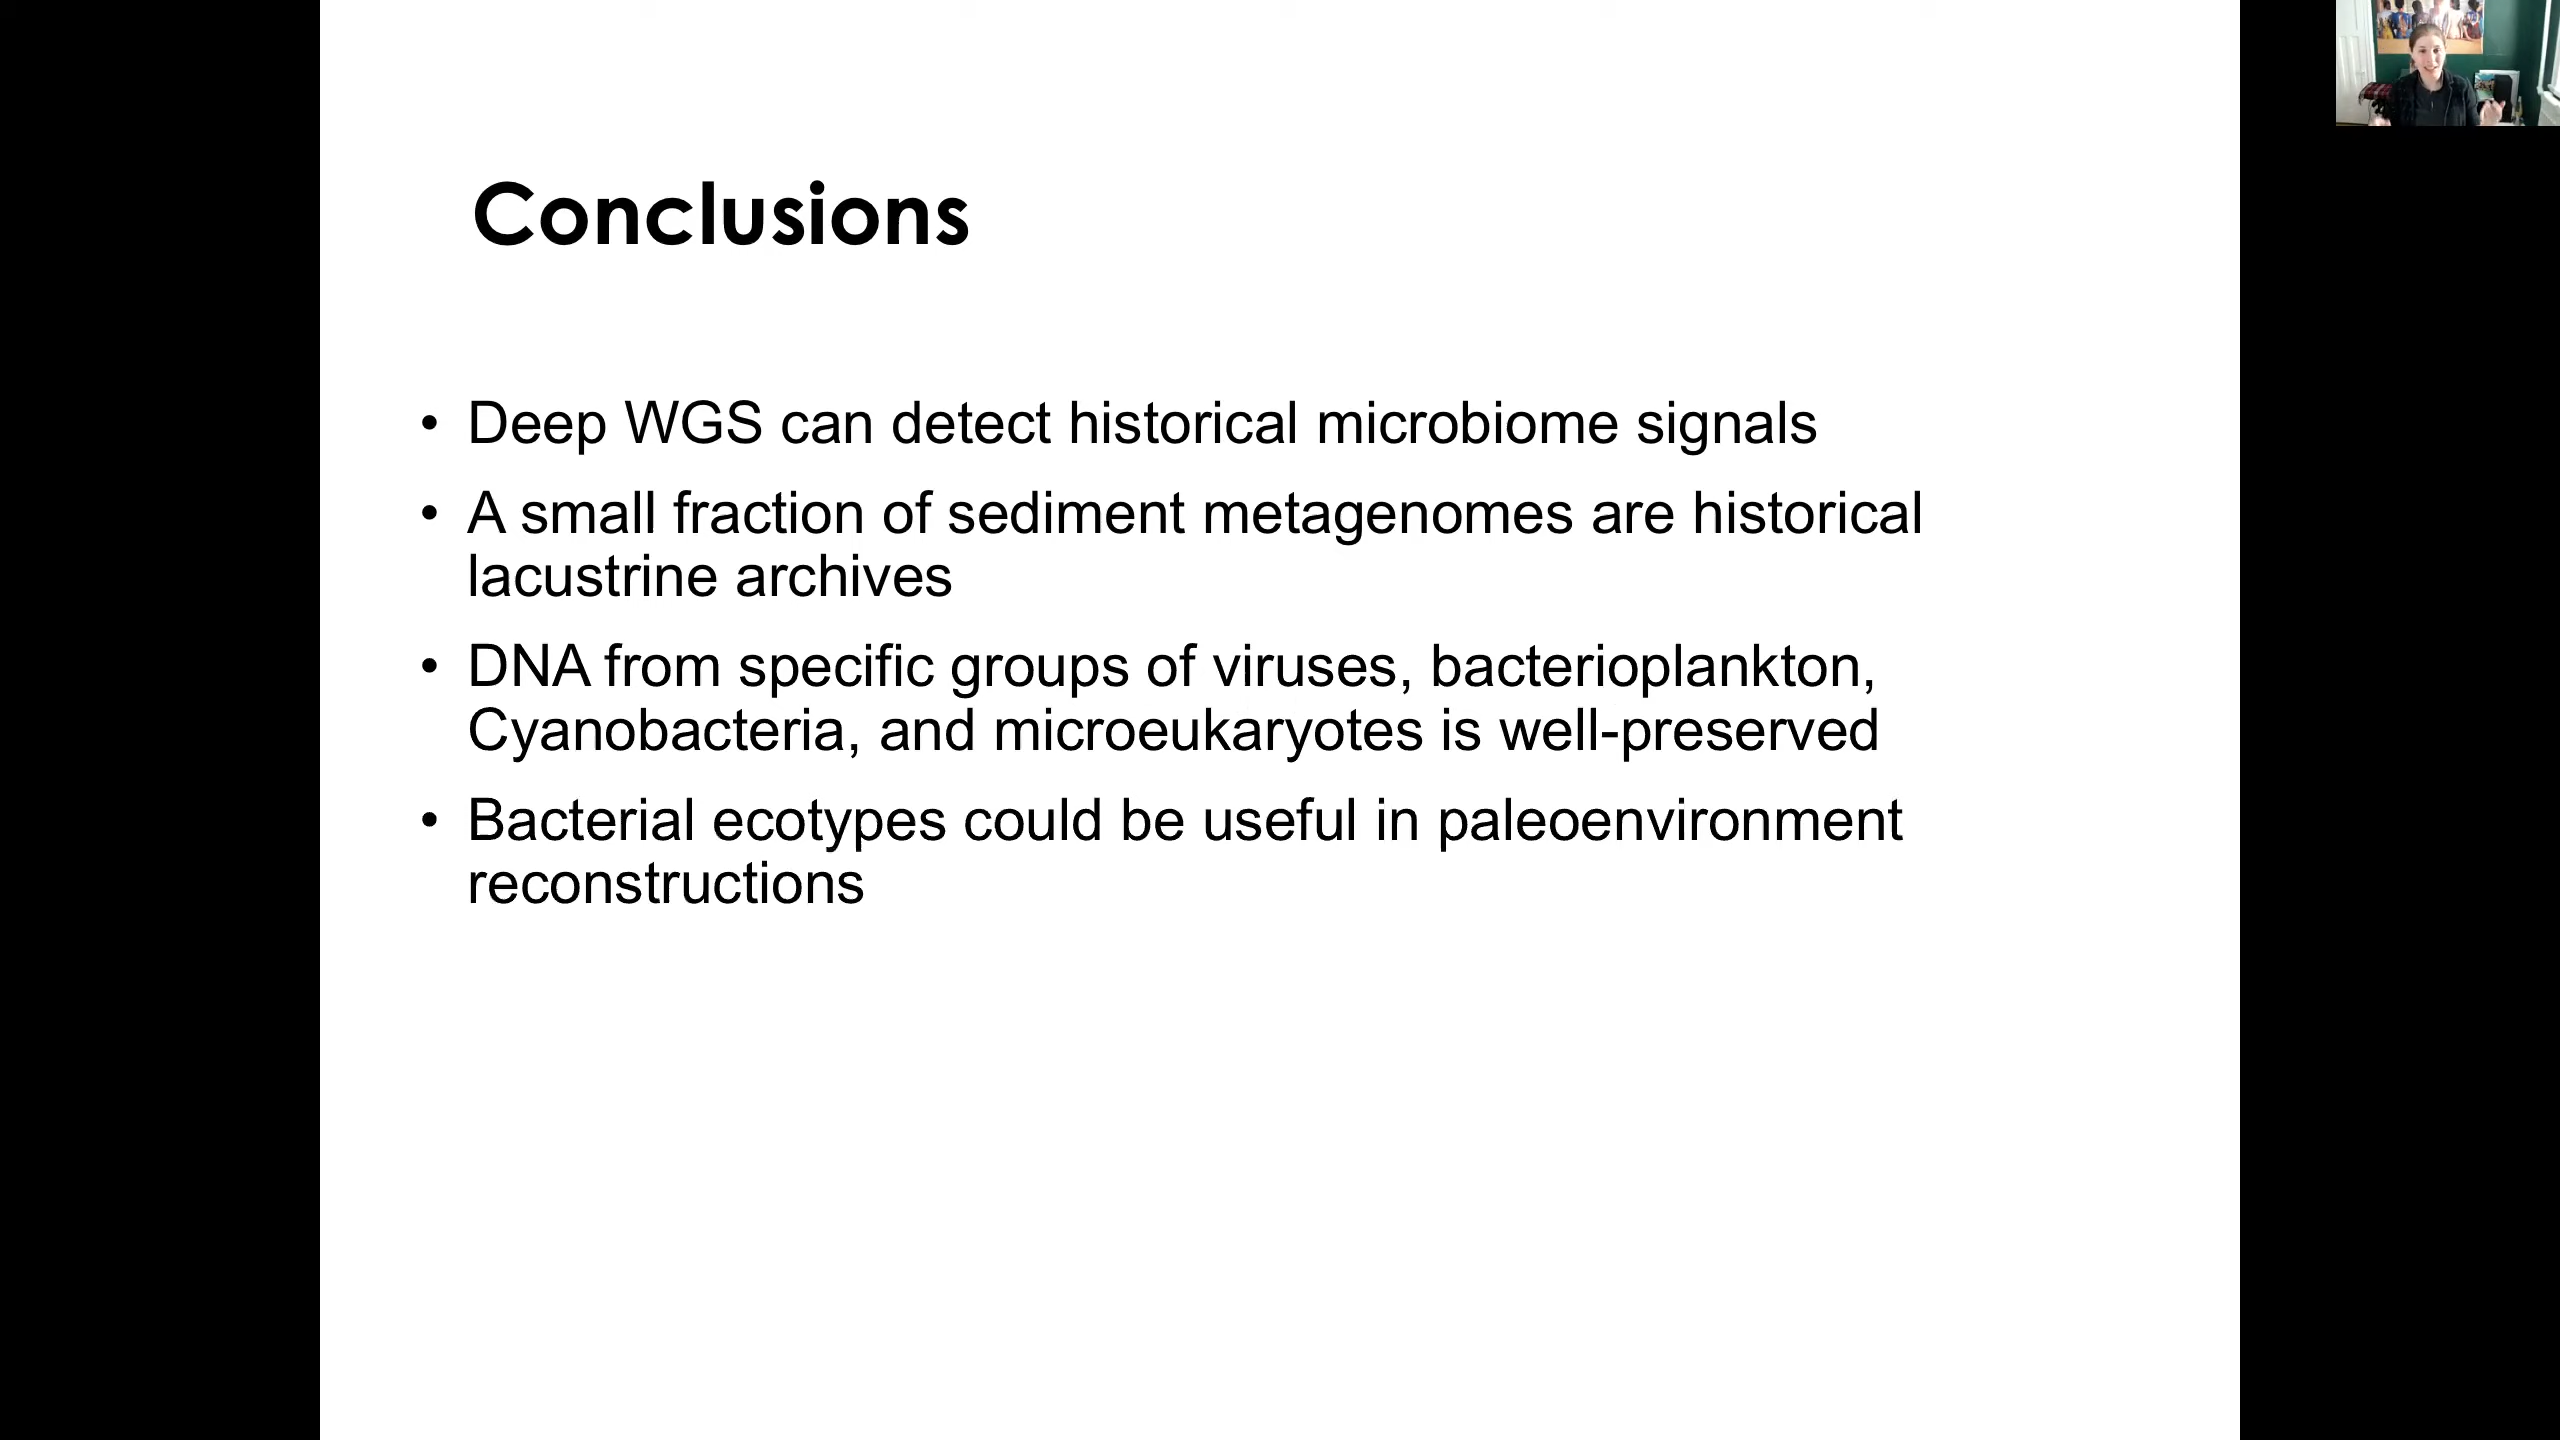 Conclusions
• Deep WGS can detect historical microbiome signals
• A small fraction of sediment metagenomes are historical
lacustrine archives
• DNA from specific groups of viruses, bacterioplankton,
Cyanobacteria, and microeukaryotes is well-preserved
• Bacterial ecotypes could be useful in paleoenvironment
reconstructions